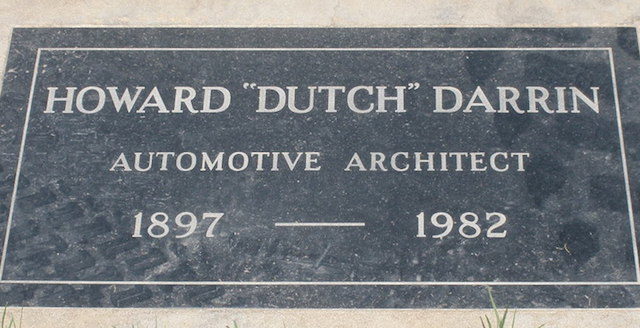 HOWARD "DUTCH" DARRIN
AUTOMOTIVE ARCHITECT
1897 — 1982